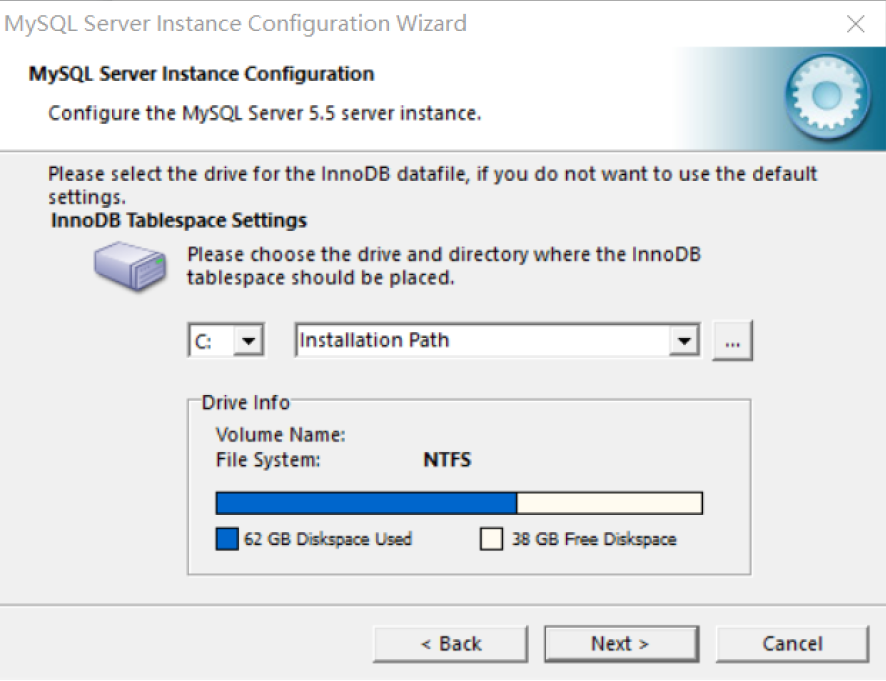 MySQL Server Instance Configuration Wizard
MySQL Server Instance Configuration
Configure the MySQL Server 5.5 server instance.
Please select the drive for the InnoDB datafile, if you do not want to use the default
settings.
InnoDB Tablespace Settings
Please choose the drive and directory where the InnoDB
tablespace should be placed.
C: Installation Path ...
Drive Info
Volume Name:
File System: NTFS
62 GB Diskspace Used 38 GB Free Diskspace
< Back Next > Cancel